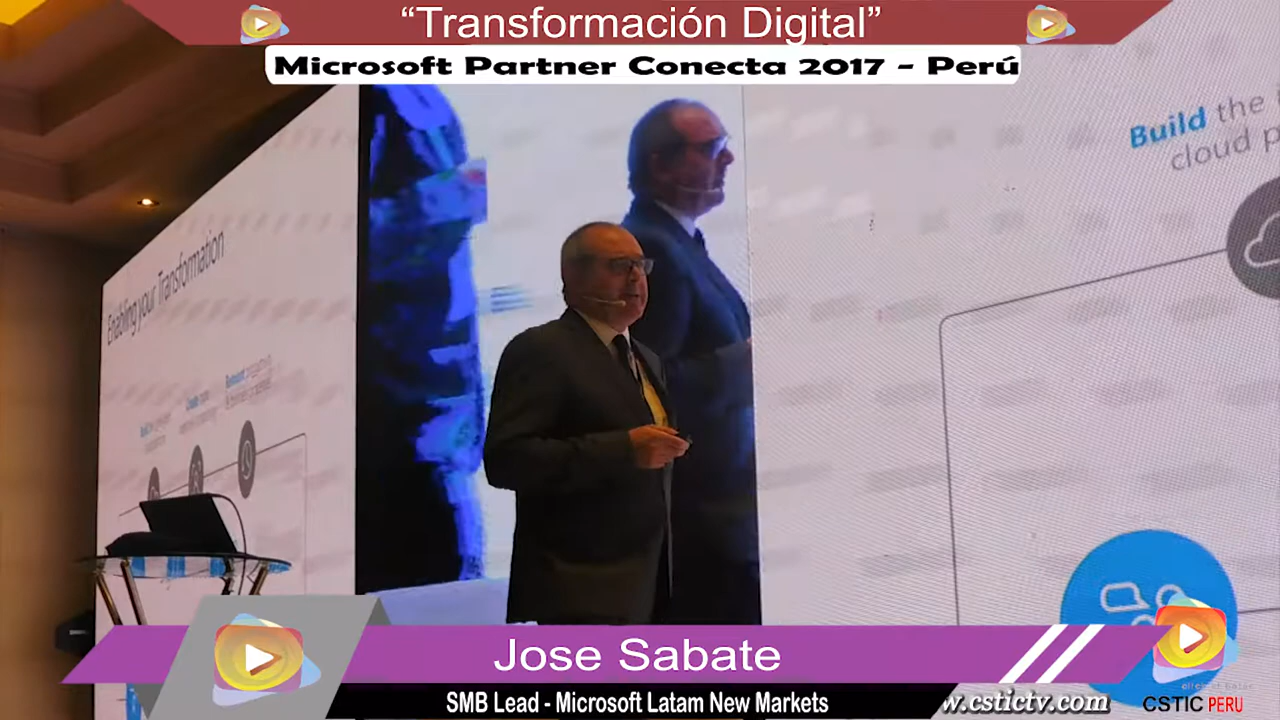 “Transformación Digital”
Microsoft Partner Conecta 2017 - Perú
Build the
cloud p
Enabling your Transformation
Jose Sabate
SMB Lead - Microsoft Latam New Markets
w.cstictv.com
CSTIC PERU